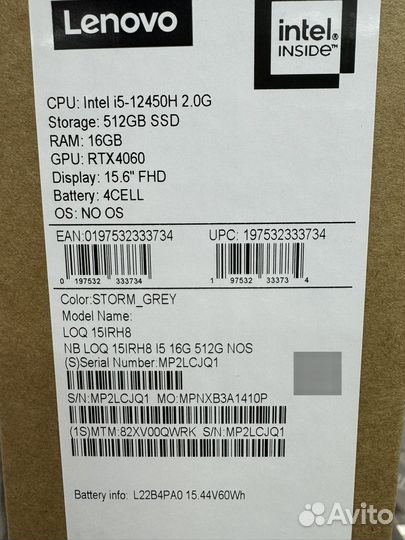 Lenovo
intel
INSIDE™
CPU: Intel i5-12450H 2.0G
Storage: 512GB SSD
RAM: 16GB
GPU: RTX4060
Display: 15.6" FHD
Battery: 4CELL
OS: NO OS
EAN:0197532333734 UPC: 197532333734
0 197532 333734 1 97532 33373 4
Color:STORM_GREY
Model Name:
LOQ 15IRH8
NB LOQ 15IRH8 I5 16G 512G NOS
(S)Serial Number:MP2LCJQ1
S/N:MP2LCJQ1 MO:MPNXB3A1410P
(1S)MTM:82XV00QWRK S/N:MP2LCJQ1
Battery info: L22B4PA0 15.44V60Wh
Avito